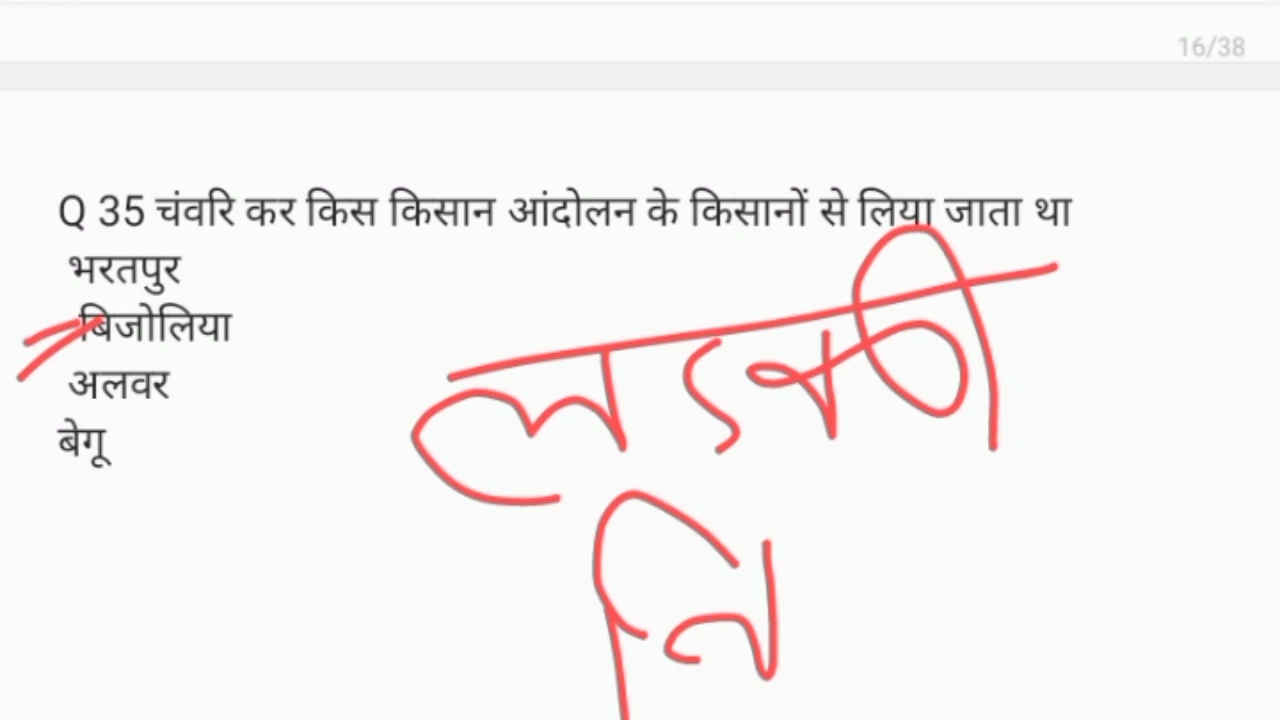 16/38
Q 35 चंवरि कर किस किसान आंदोलन के किसानों से लिया जाता था
भरतपुर
बिजोलिया
अलवर
बेगू
लडकी
वि